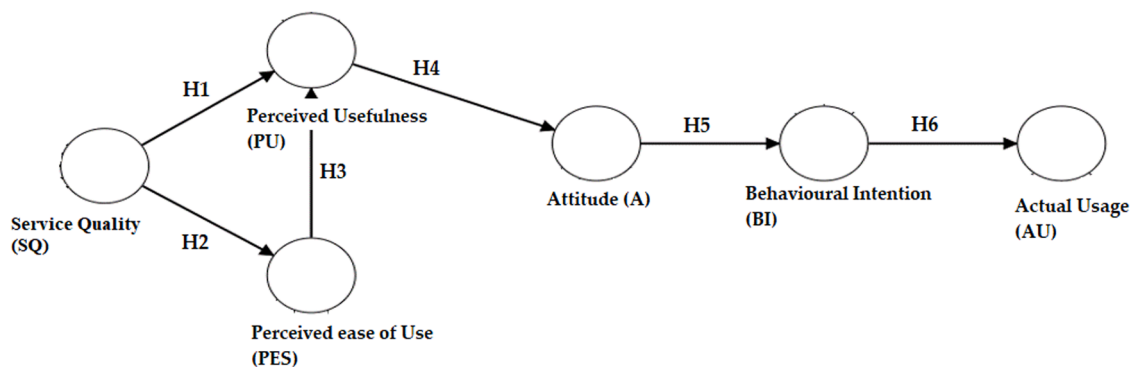 H1
H4
Perceived Usefulness
(PU)
H5
H6
H3
Service Quality
(SQ)
H2
Attitude (A)
Behavioural Intention
(BI)
Actual Usage
(AU)
Perceived ease of Use
(PES)